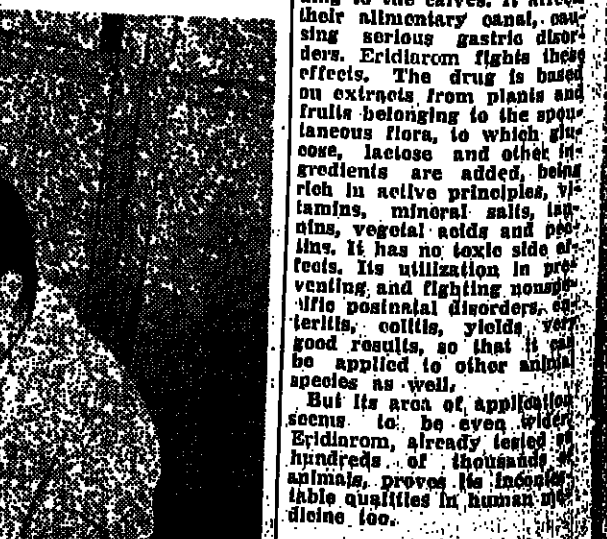 to the calves. It
their alimentary canal, cau-
sing serious gastric disor-
ders. Eridiarom fights these
effects. The drug is based
on extracts from plants and
fruits belonging to the spon-
taneous flora, to which glu-
cose, lactose and other in-
gredients are added, being
rich in active principles, vi-
tamins, mineral salts, tan-
nins, vegetal acids and pec-
tins. It has no toxic side ef-
fects. Its utilization in pre-
venting and fighting nonspe-
cific postnatal disorders, en-
teritis, colitis, yields very
good results, so that it can
be applied to other animal
species as well.
But its area of application
seems to be even wider.
Eridiarom, already tested on
hundreds of thousands of
animals, proves its incontes-
table qualities in human me-
dicine too.